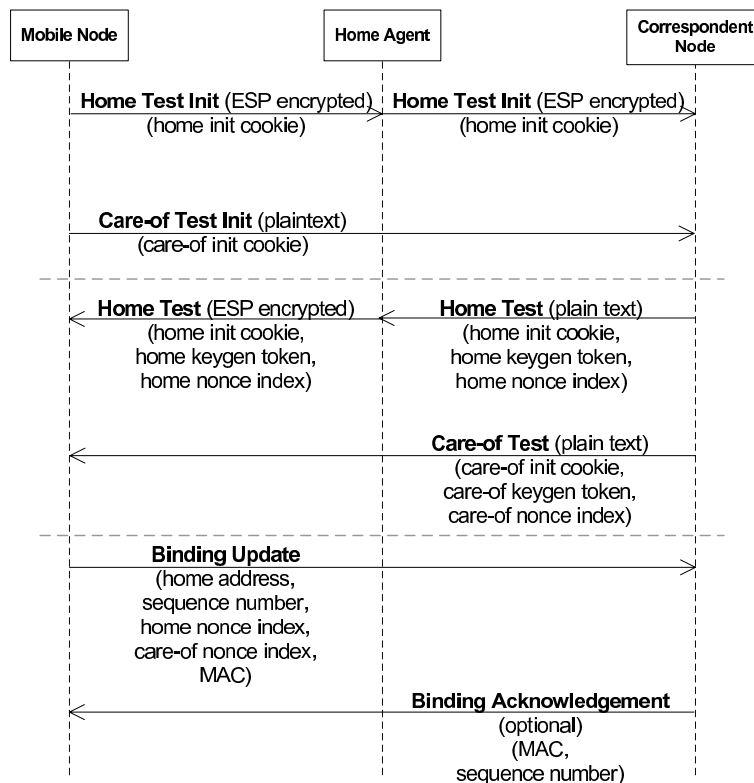 Mobile Node
Home Agent
Correspondent
Node
Home Test Init (ESP encrypted)
(home init cookie)
Home Test Init (ESP encrypted)
(home init cookie)
Care-of Test Init (plaintext)
(care-of init cookie)
Home Test (ESP encrypted)
(home init cookie,
home keygen token,
home nonce index)
Home Test (plain text)
(home init cookie,
home keygen token,
home nonce index)
Care-of Test (plain text)
(care-of init cookie,
care-of keygen token,
care-of nonce index)
Binding Update
(home address,
sequence number,
home nonce index,
care-of nonce index,
MAC)
Binding Acknowledgement
(optional)
(MAC,
sequence number)